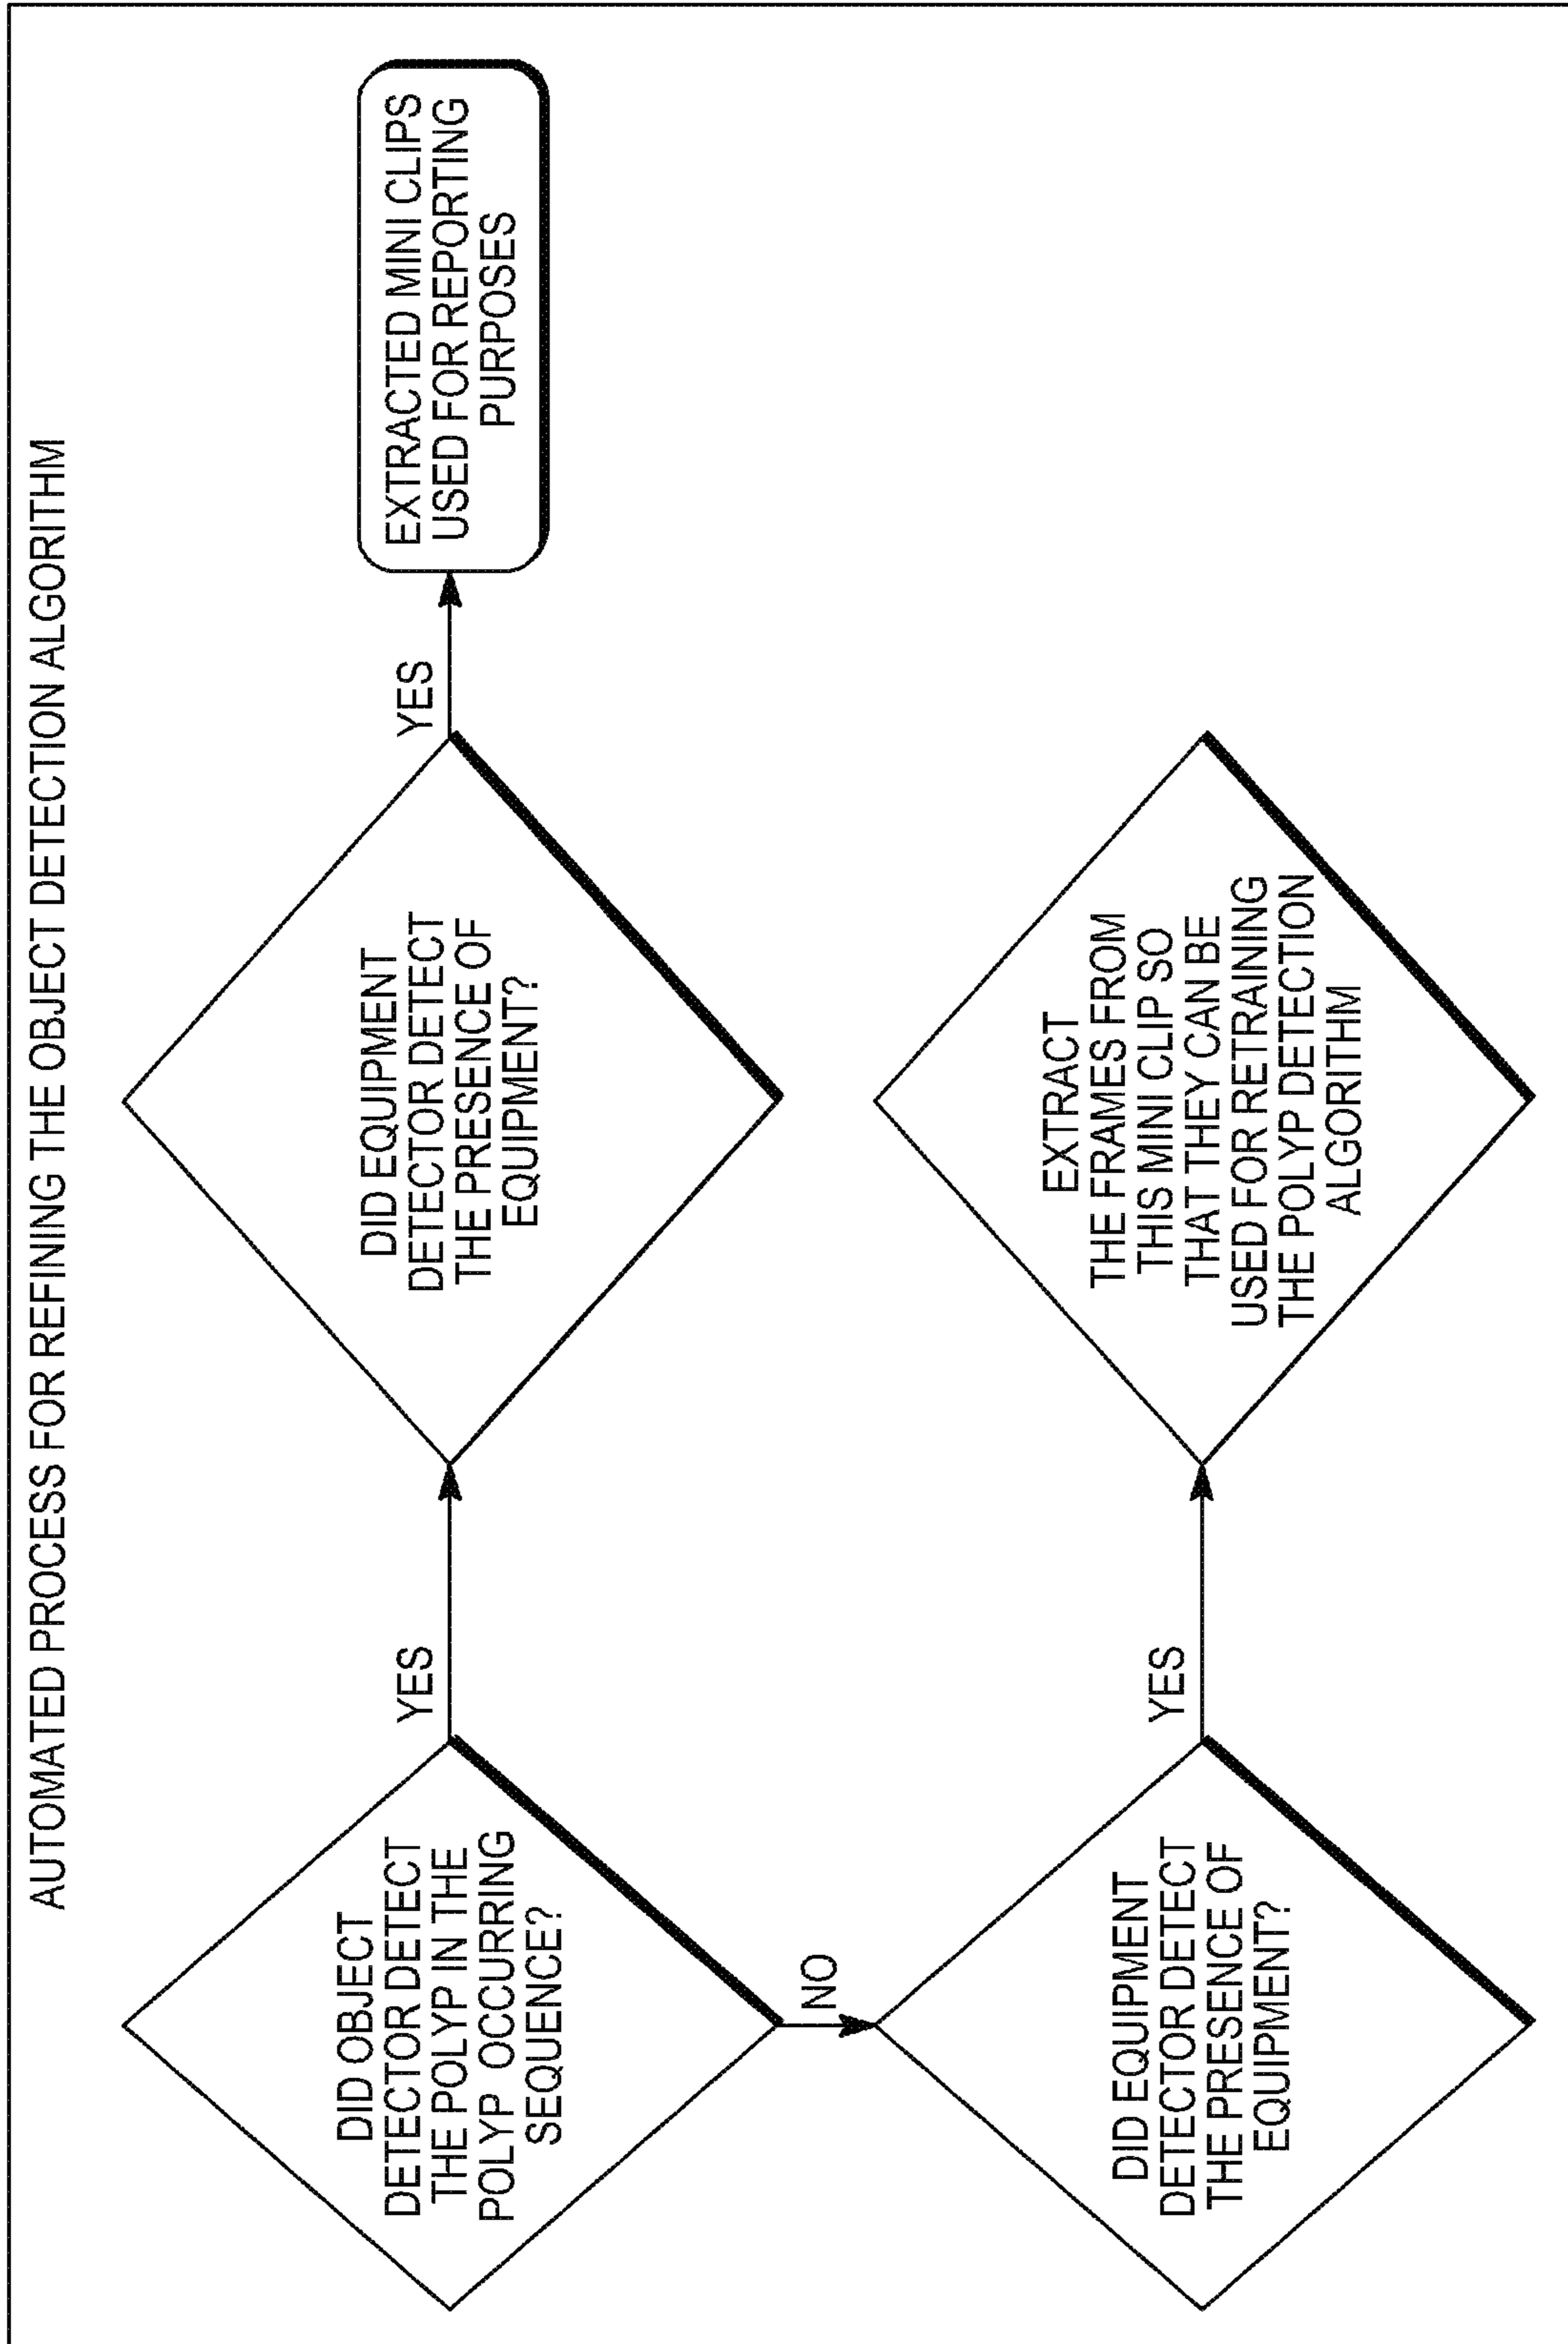 AUTOMATED PROCESS FOR REFINING THE OBJECT DETECTION ALGORITHM
DID OBJECT
DETECTOR DETECT
THE POLYP IN THE
POLYP OCCURRING
SEQUENCE?
YES
DID EQUIPMENT
DETECTOR DETECT
THE PRESENCE OF
EQUIPMENT?
YES
EXTRACTED MINI CLIPS
USED FOR REPORTING
PURPOSES
NO
DID EQUIPMENT
DETECTOR DETECT
THE PRESENCE OF
EQUIPMENT?
YES
EXTRACT
THE FRAMES FROM
THIS MINI CLIP SO
THAT THEY CAN BE
USED FOR RETRAINING
THE POLYP DETECTION
ALGORITHM